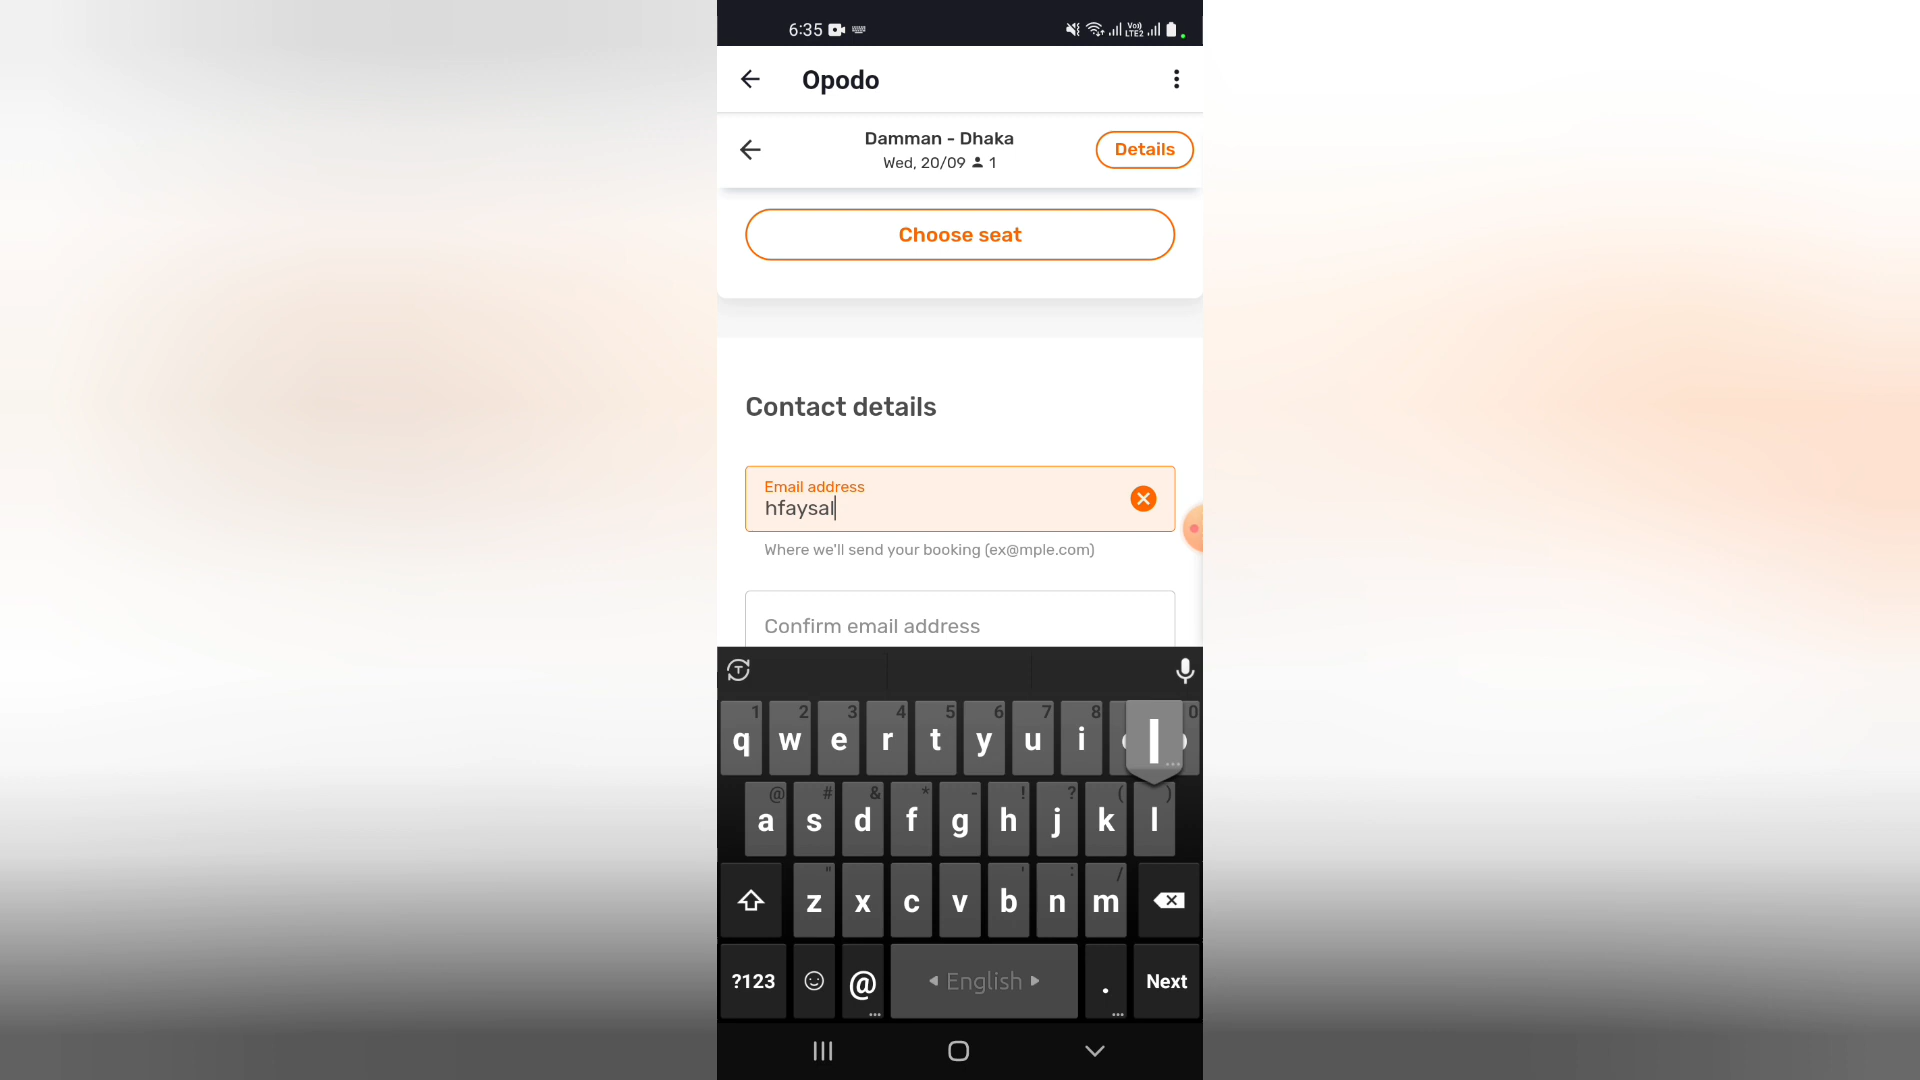 6:35 Vo)) LTE2
Opodo
Damman - Dhaka
Wed, 20/09 1
Details
Choose seat
Contact details
Email address
hfaysal
Where we'll send your booking (ex@mple.com)
Confirm email address
T
1 2 3 4 5 6 7 8 0
q w e r t y u i l
@ # & * - ! ? ( )
a s d f g h j k l
" ' : /
z x c v b n m
?123 @ English . Next